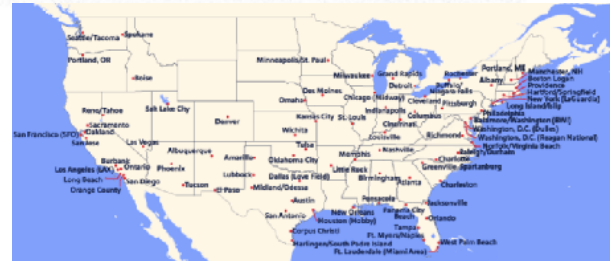 Seattle/Tacoma
Spokane
Portland, OR
Boise
Minneapolis/St. Paul
Milwaukee
Grand Rapids
Detroit
Rochester
Buffalo/
Niagara Falls
Albany
Portland, ME
Manchester, NH
Boston Logan
Providence
Hartford/Springfield
New York (LaGuardia)
Long Island/Islip
Philadelphia
Baltimore/Washington (BWI)
Washington, D.C. (Dulles)
Washington, D.C. (Reagan National)
Norfolk/Virginia Beach
Richmond
Raleigh/Durham
Reno/Tahoe
Sacramento
San Francisco (SFO)
Oakland
San Jose
Salt Lake City
Las Vegas
Denver
Omaha
Des Moines
Chicago (Midway)
Cleveland
Pittsburgh
Columbus
Indianapolis
Cincinnati
Kansas City
St. Louis
Louisville
Wichita
Tulsa
Burbank
Ontario
Los Angeles (LAX)
Long Beach
Orange County
San Diego
Phoenix
Tucson
Albuquerque
Amarillo
Lubbock
El Paso
Midland/Odessa
Oklahoma City
Dallas (Love Field)
Little Rock
Memphis
Nashville
Charlotte
Greenville-Spartanburg
Birmingham
Atlanta
Charleston
Austin
San Antonio
Corpus Christi
Harlingen/South Padre Island
Houston (Hobby)
New Orleans
Pensacola
Panama City
Beach
Jacksonville
Orlando
Tampa
Ft. Myers/Naples
West Palm Beach
Ft. Lauderdale (Miami Area)